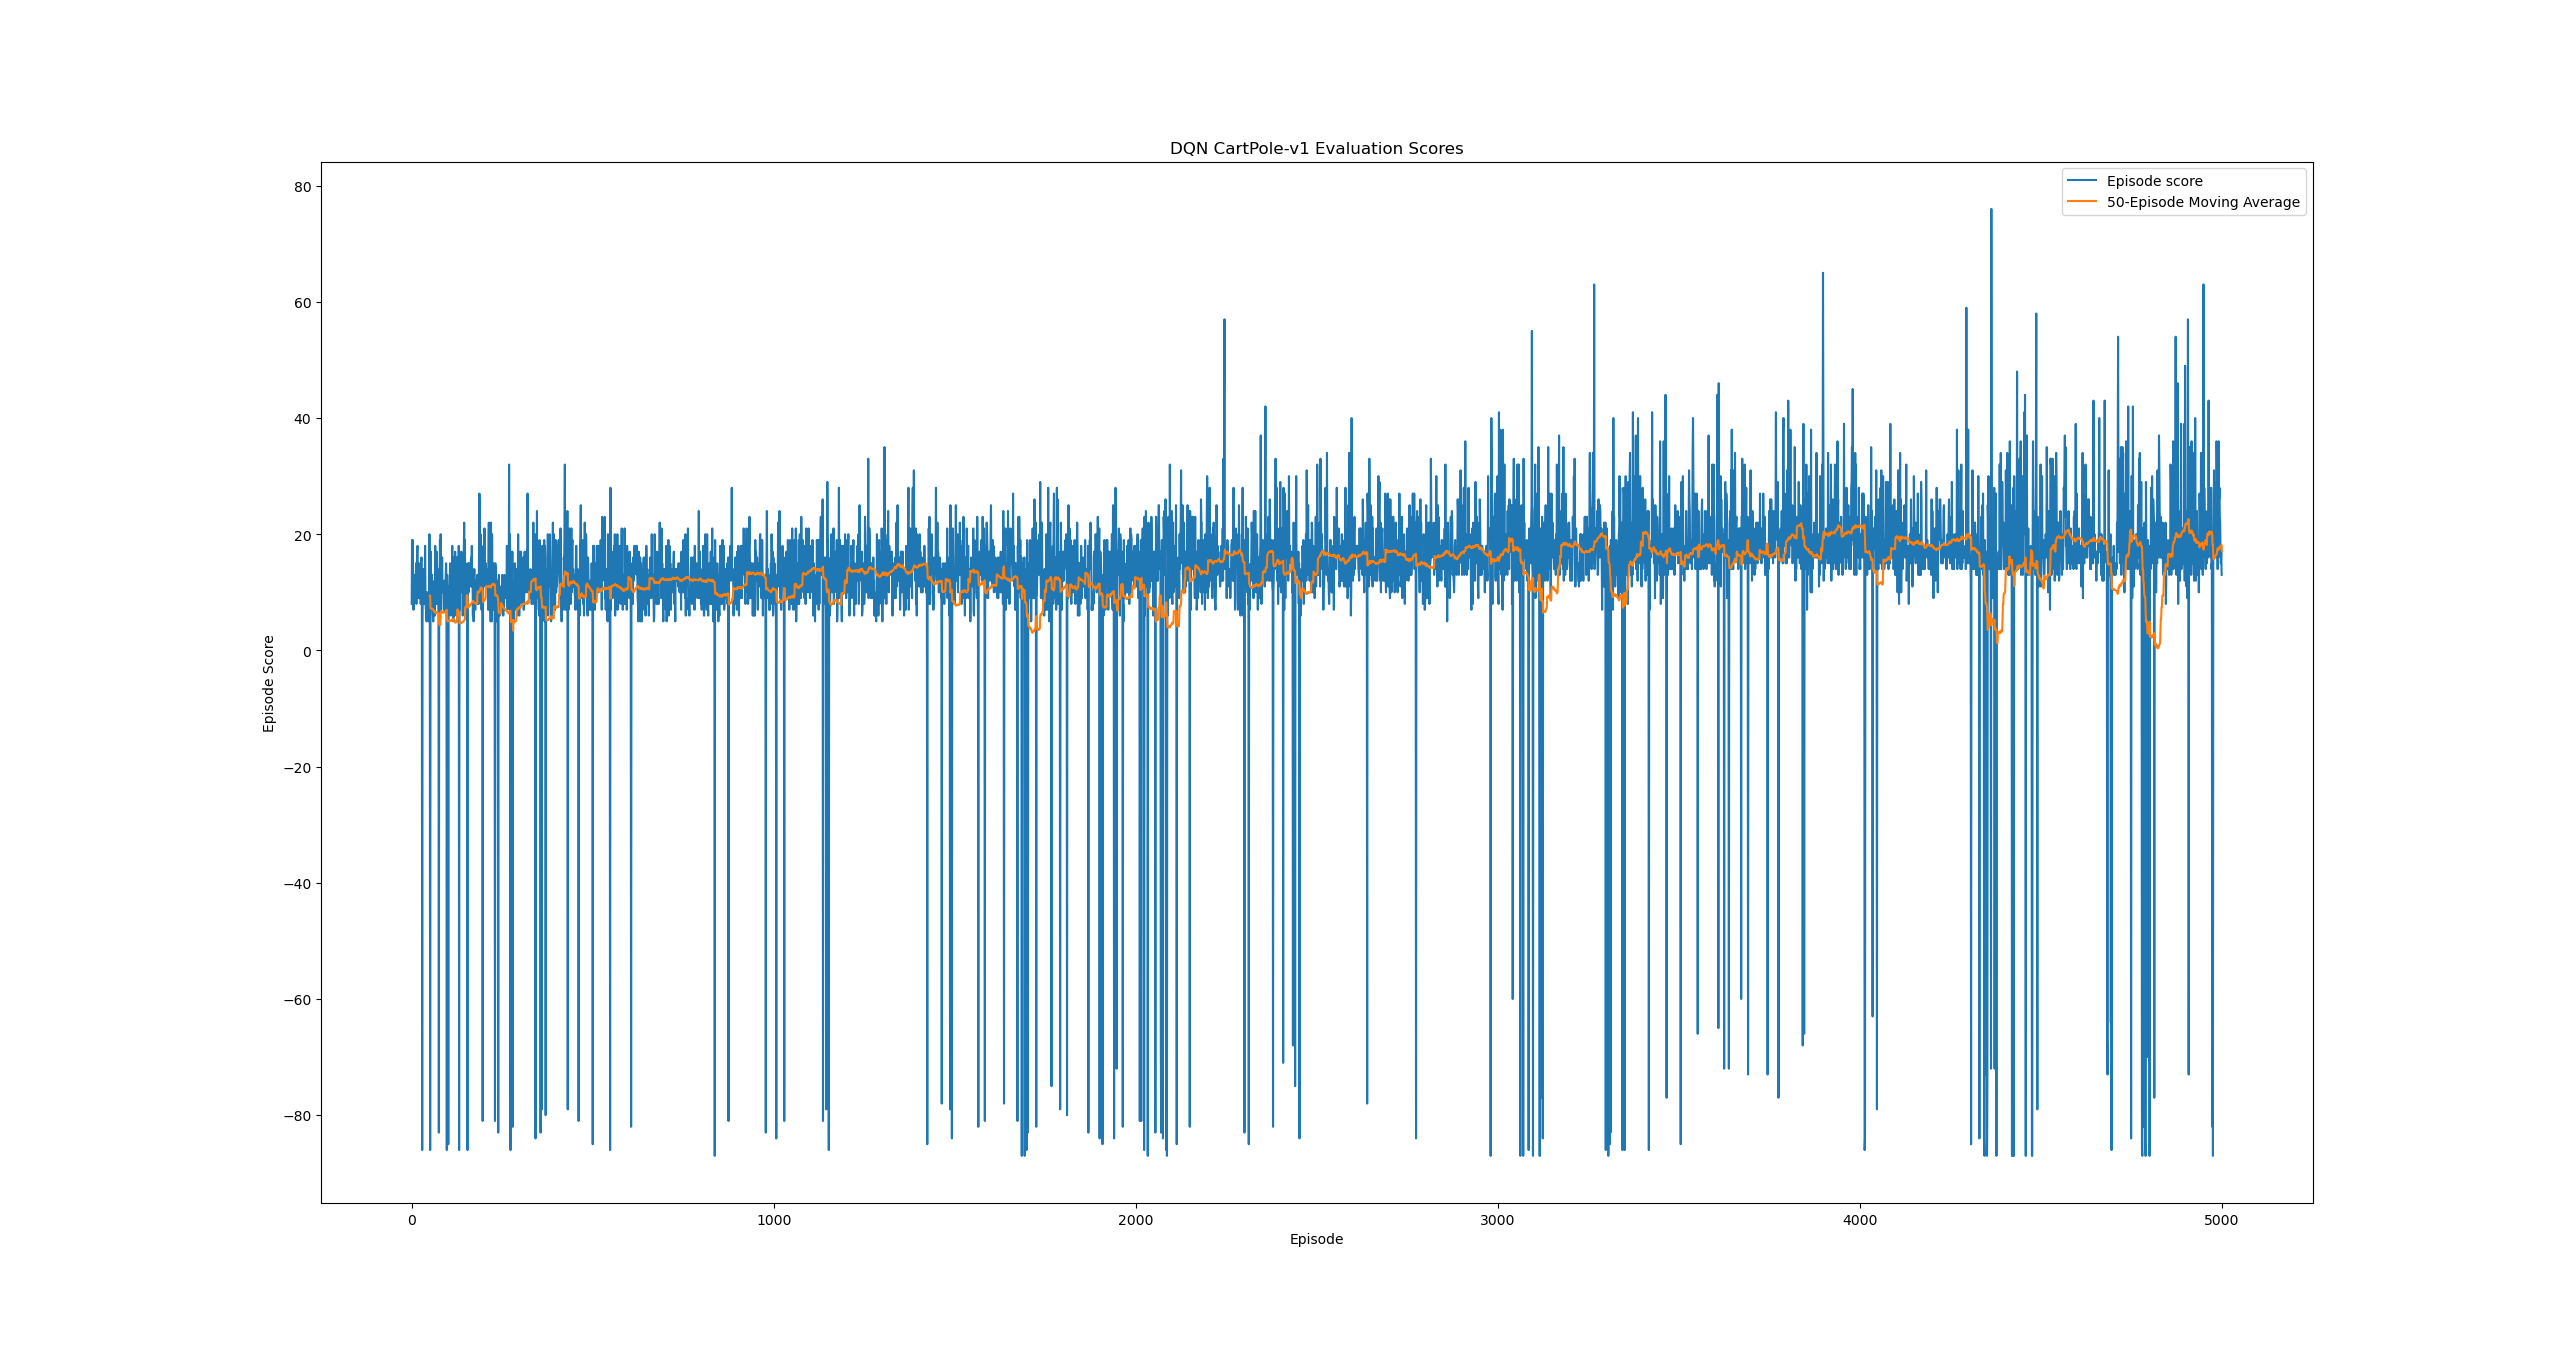 DQN CartPole-v1 Evaluation Scores
Episode score
50-Episode Moving Average
80
60
40
20
0
−20
−40
−60
−80
Episode Score
0 1000 2000 3000 4000 5000
Episode